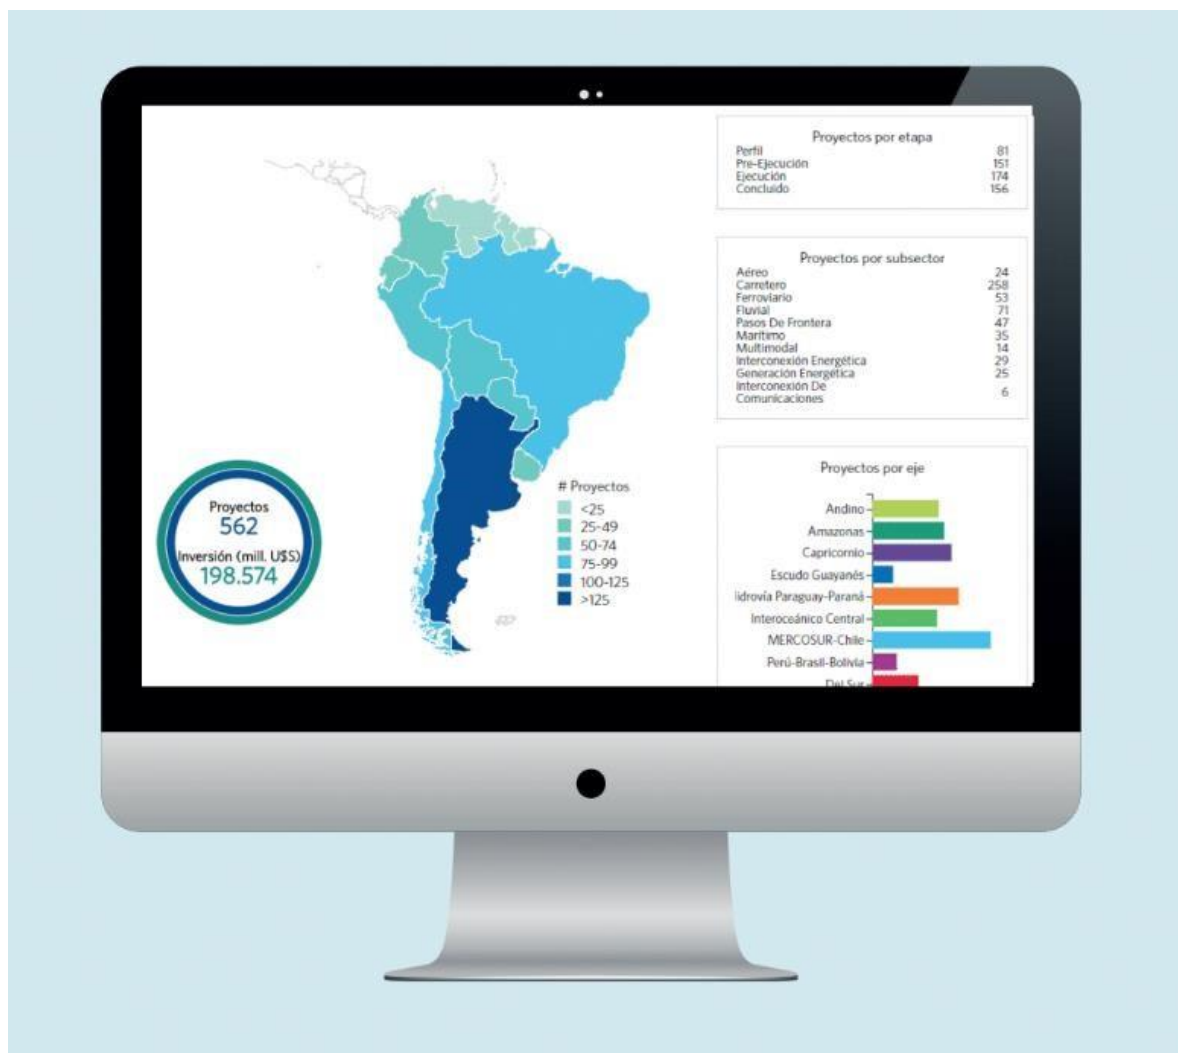 Proyectos por etapa
Perfil 81
Pre-Ejecución 151
Ejecución 174
Concluido 156
Proyectos por subsector
Aéreo 24
Carretero 258
Ferroviario 53
Fluvial 71
Pasos De Frontera 47
Marítimo 35
Multimodal 14
Interconexión Energética 29
Generación Energética 25
Interconexión De
Comunicaciones 6
Proyectos
562
Inversión (mill. U$S)
198.574
# Proyectos
<25
25-49
50-74
75-99
100-125
>125
Proyectos por eje
Andino
Amazonas
Capricornio
Escudo Guayanés
idrovía Paraguay-Paraná
Interoceánico Central
MERCOSUR-Chile
Perú-Brasil-Bolivia
Del Sur